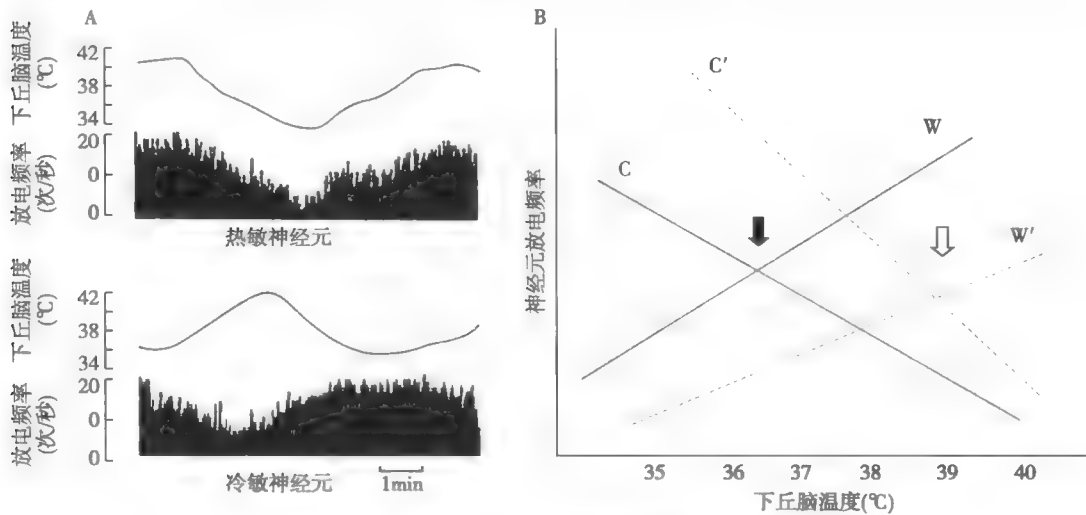 A
下丘脑温度
(℃)
42
38
34
放电频率
(次/秒)
20
0
0
热敏神经元
下丘脑温度
(℃)
42
38
34
放电频率
(次/秒)
20
0
0
冷敏神经元
1min
B
神经元放电频率
C′
W
C
W′
35 36 37 38 39 40
下丘脑温度(℃)